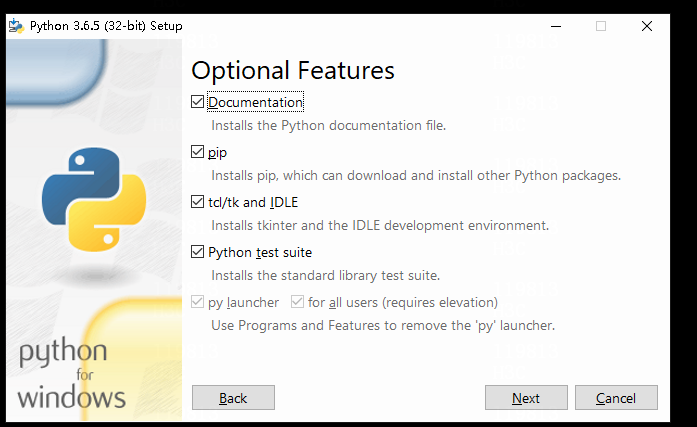 Python 3.6.5 (32-bit) Setup
Optional Features
Documentation
Installs the Python documentation file.
pip
Installs pip, which can download and install other Python packages.
tcl/tk and IDLE
Installs tkinter and the IDLE development environment.
Python test suite
Installs the standard library test suite.
py launcher for all users (requires elevation)
Use Programs and Features to remove the 'py' launcher.
python
for
windows
Back Next Cancel